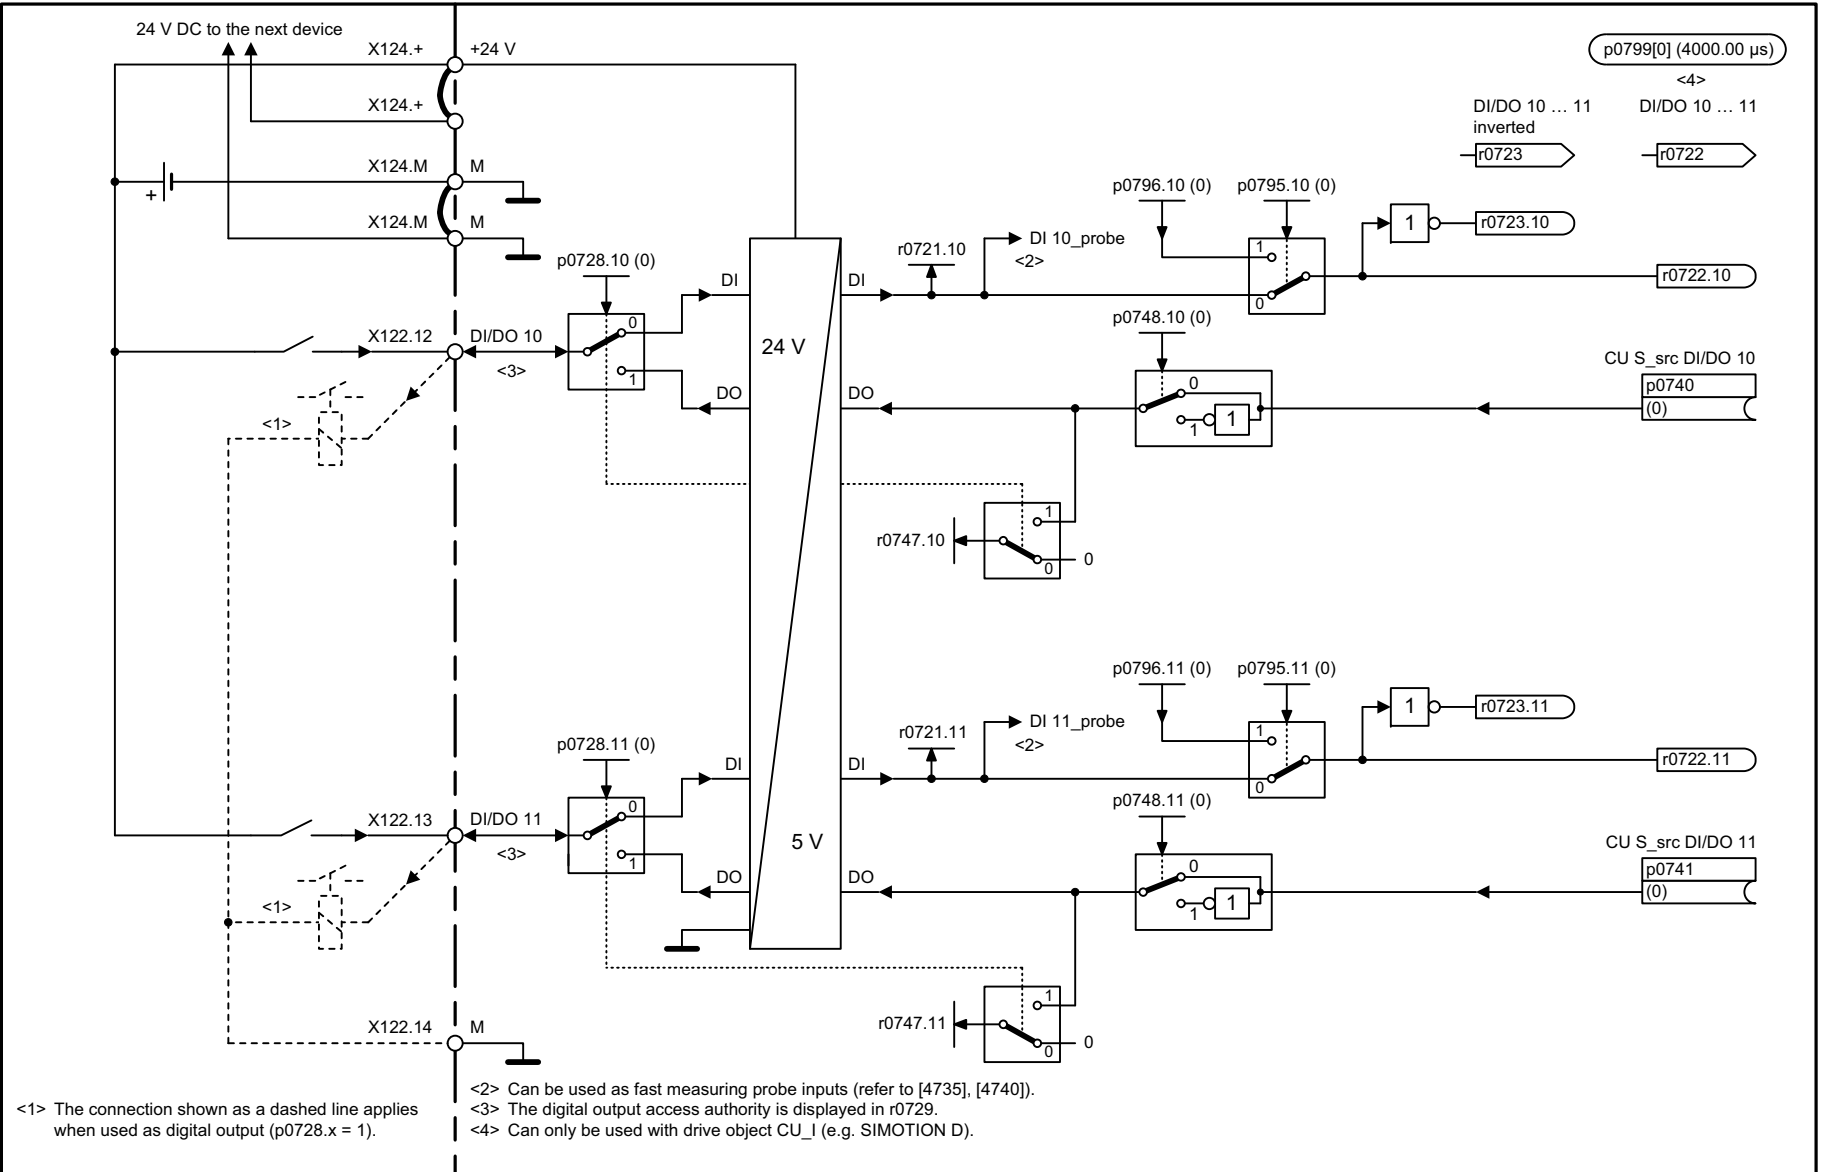 24 V DC to the next device
X124.+
+24 V
X124.+
X124.M
M
+
X124.M
M
p0799[0] (4000.00 µs)
<4>
DI/DO 10 … 11
inverted
DI/DO 10 … 11
r0723
r0722
p0796.10 (0)
p0795.10 (0)
1
r0723.10
r0721.10
DI 10_probe
<2>
1
0
r0722.10
p0728.10 (0)
DI
DI
24 V
X122.12
DI/DO 10
<3>
0
1
DO
DO
p0748.10 (0)
0
1
1
CU S_src DI/DO 10
p0740
(0)
<1>
r0747.10
1
0
0
p0796.11 (0)
p0795.11 (0)
1
r0723.11
r0721.11
DI 11_probe
<2>
1
0
r0722.11
p0728.11 (0)
DI
DI
X122.13
DI/DO 11
<3>
0
1
5 V
DO
DO
p0748.11 (0)
0
1
1
CU S_src DI/DO 11
p0741
(0)
<1>
r0747.11
1
0
0
X122.14
M
<1> The connection shown as a dashed line applies
when used as digital output (p0728.x = 1).
<2> Can be used as fast measuring probe inputs (refer to [4735], [4740]).
<3> The digital output access authority is displayed in r0729.
<4> Can only be used with drive object CU_I (e.g. SIMOTION D).